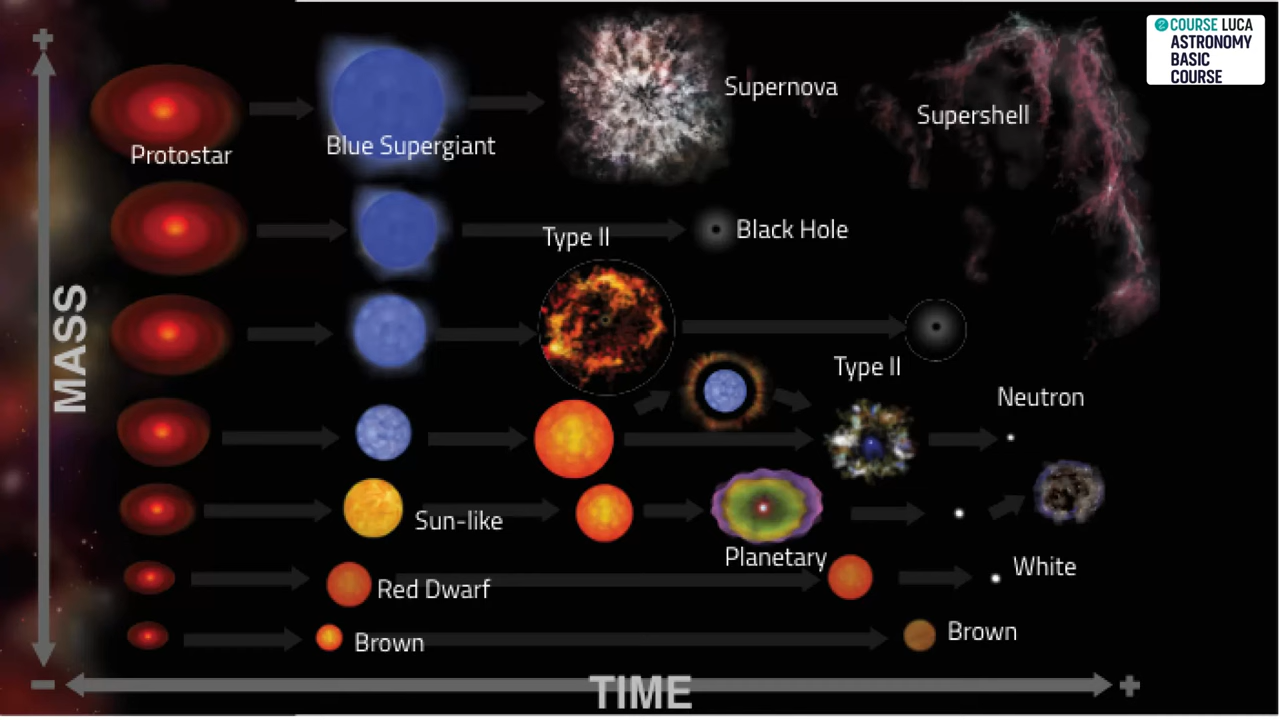 COURSE LUCA
ASTRONOMY
BASIC
COURSE
+
Supernova
Supershell
Protostar
Blue Supergiant
Black Hole
Type II
MASS
Type II
Neutron
Sun-like
Planetary
White
Red Dwarf
Brown
Brown
−
TIME
+